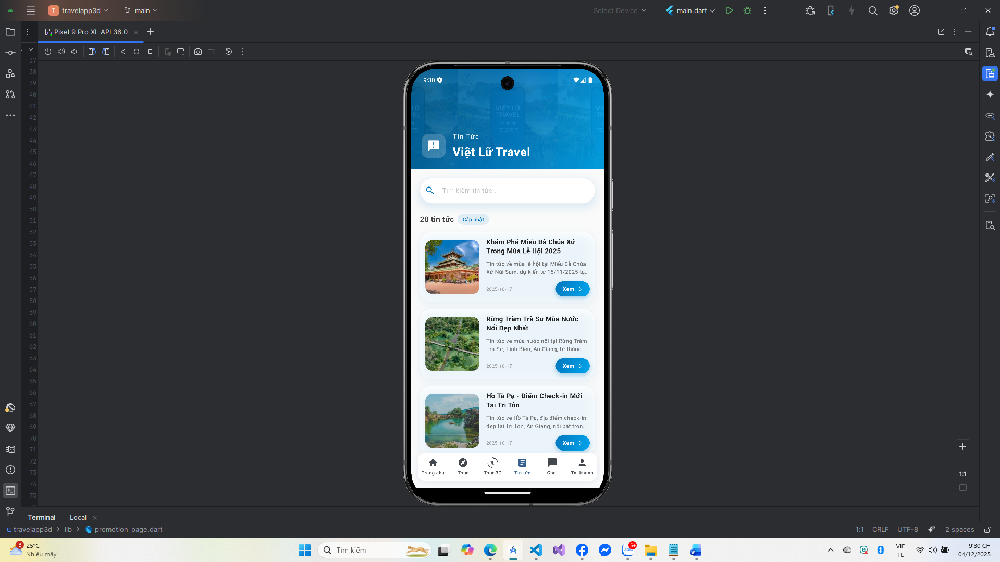 T travelapp3d main Select Device main.dart
Pixel 9 Pro XL API 36.0
37
38
39
40
41
42
43
44
45
46
47
48
49
50
51
52
53
54
55
56
57
58
59
60
61
62
63
64
65
66
67
68
69
70
71
72
73
74
75
9:30
VIỆT LỮ
TRAVEL
Tin Tức
Việt Lữ Travel
Tìm kiếm tin tức...
20 tin tức Cập nhật
Khám Phá Miếu Bà Chúa Xứ
Trong Mùa Lễ Hội 2025
Tin tức về mùa lễ hội tại Miếu Bà Chúa
Xứ Núi Sam, dự kiến từ 15/11/2025 tạ...
2025-10-17 Xem →
Rừng Tràm Trà Sư Mùa Nước
Nổi Đẹp Nhất
Tin tức về mùa nước nổi tại Rừng Tràm
Trà Sư, Tịnh Biên, An Giang, từ tháng ...
2025-10-17 Xem →
Hồ Tà Pạ - Điểm Check-in Mới
Tại Tri Tôn
Tin tức về Hồ Tà Pạ, địa điểm check-in
đẹp tại Tri Tôn, An Giang, nổi bật tron...
2025-10-17 Xem →
3D
Trang chủ Tour Tour 3D Tin tức Chat Tài khoản
1:1
Terminal Local
travelapp3d > lib > promotion_page.dart 1:1 CRLF UTF-8 2 spaces
3 25°C
Nhiều mây
Tìm kiếm
Zalo 5+
VIE
TL
9:30 CH
04/12/2025